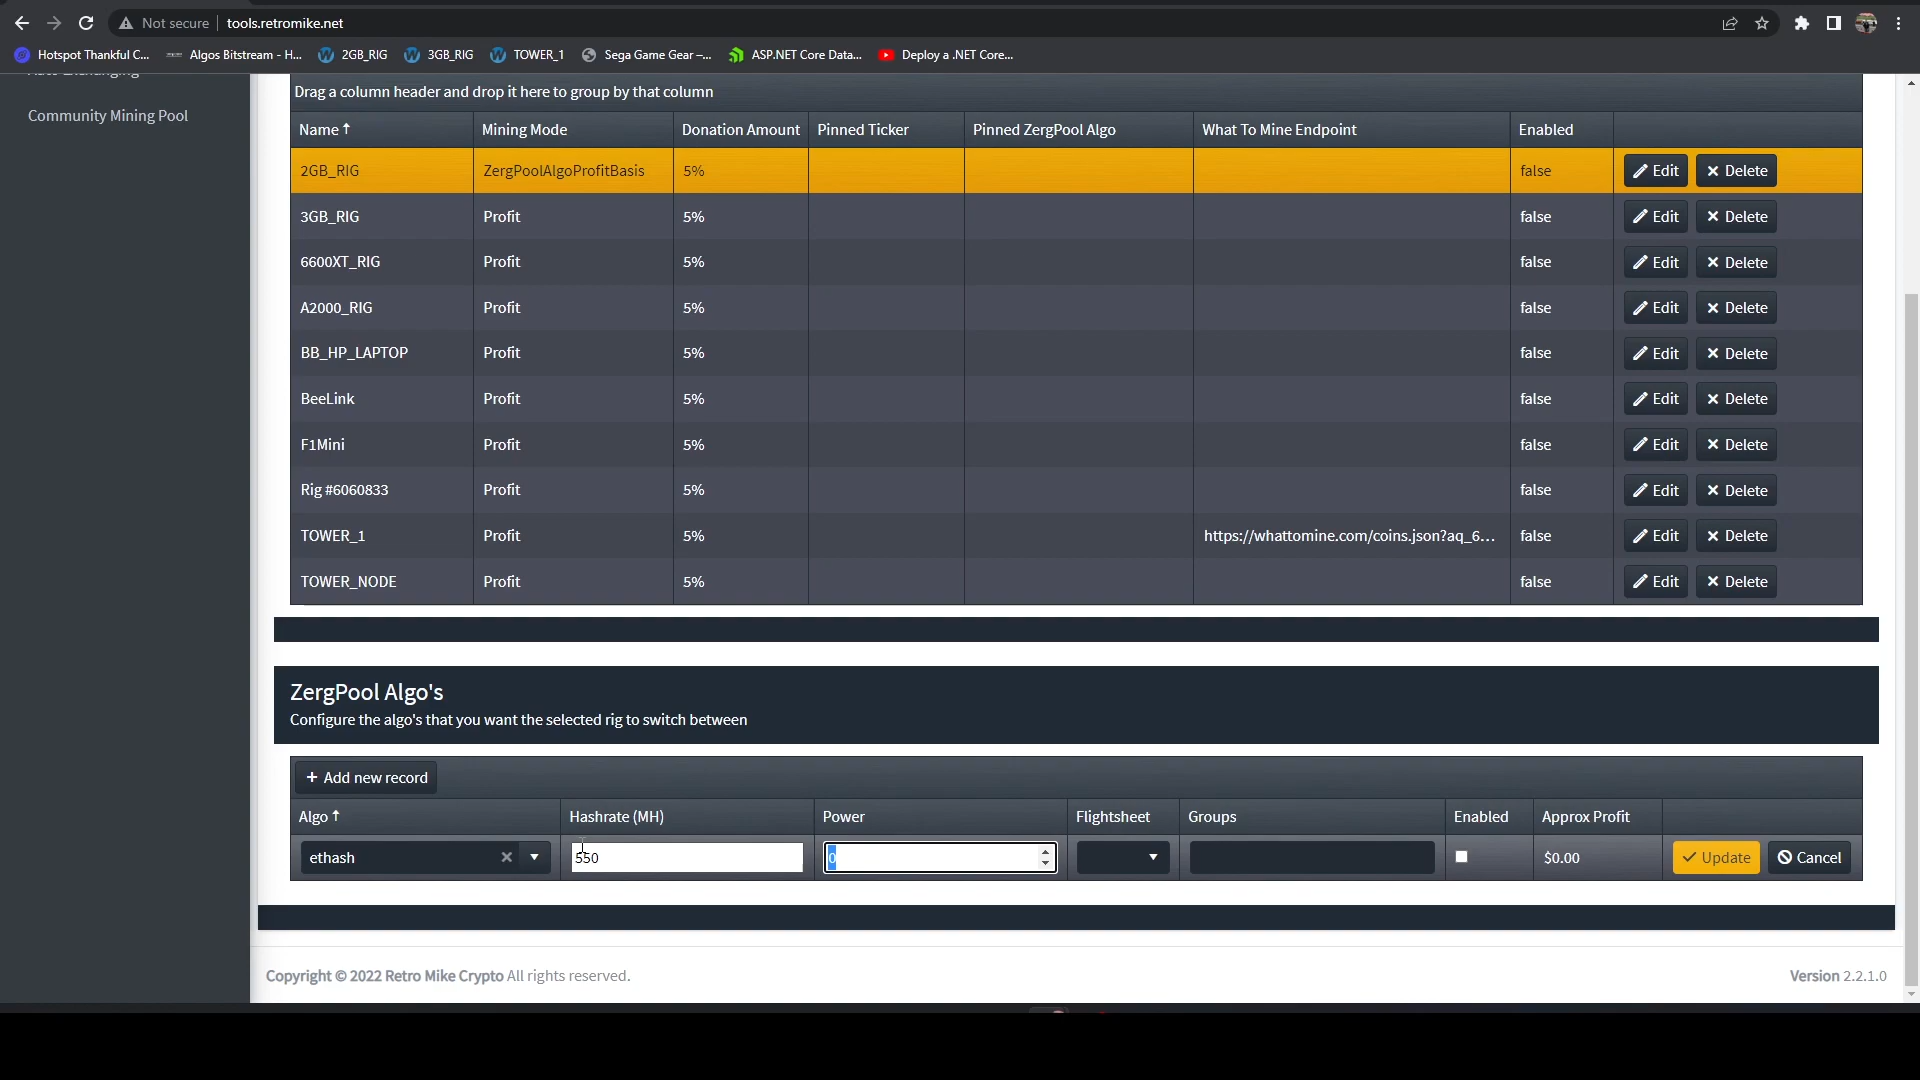 Not secure | tools.retromike.net
Hotspot Thankful C... Algos Bitstream - H... 2GB_RIG 3GB_RIG TOWER_1 Sega Game Gear –... ASP.NET Core Data... Deploy a .NET Core...
Community Mining Pool
Drag a column header and drop it here to group by that column
Name Mining Mode Donation Amount Pinned Ticker Pinned ZergPool Algo What To Mine Endpoint Enabled
2GB_RIG ZergPoolAlgoProfitBasis 5% false Edit Delete
3GB_RIG Profit 5% false Edit Delete
6600XT_RIG Profit 5% false Edit Delete
A2000_RIG Profit 5% false Edit Delete
BB_HP_LAPTOP Profit 5% false Edit Delete
BeeLink Profit 5% false Edit Delete
F1Mini Profit 5% false Edit Delete
Rig #6060833 Profit 5% false Edit Delete
TOWER_1 Profit 5% https://whattomine.com/coins.json?aq_6... false Edit Delete
TOWER_NODE Profit 5% false Edit Delete
ZergPool Algo's
Configure the algo's that you want the selected rig to switch between
+ Add new record
Algo Hashrate (MH) Power Flightsheet Groups Enabled Approx Profit
ethash 550 0 $0.00 Update Cancel
Copyright © 2022 Retro Mike Crypto All rights reserved. Version 2.2.1.0